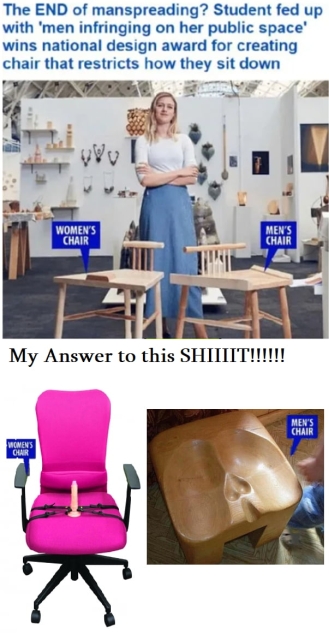 The END of manspreading? Student fed up
with 'men infringing on her public space'
wins national design award for creating
chair that restricts how they sit down
WOMEN'S
CHAIR
MEN'S
CHAIR
My Answer to this SHIIIIT!!!!!!
WOMEN'S
CHAIR
MEN'S
CHAIR